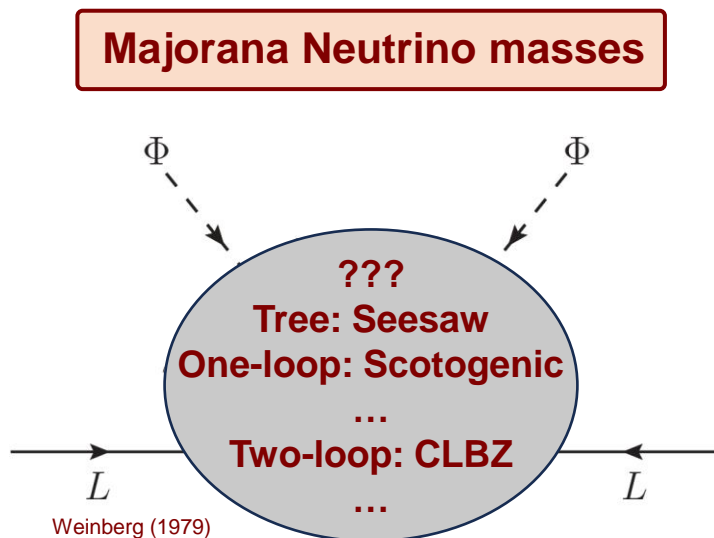 Majorana Neutrino masses
Φ Φ
???
Tree: Seesaw
One-loop: Scotogenic
...
Two-loop: CLBZ
...
L L
Weinberg (1979)